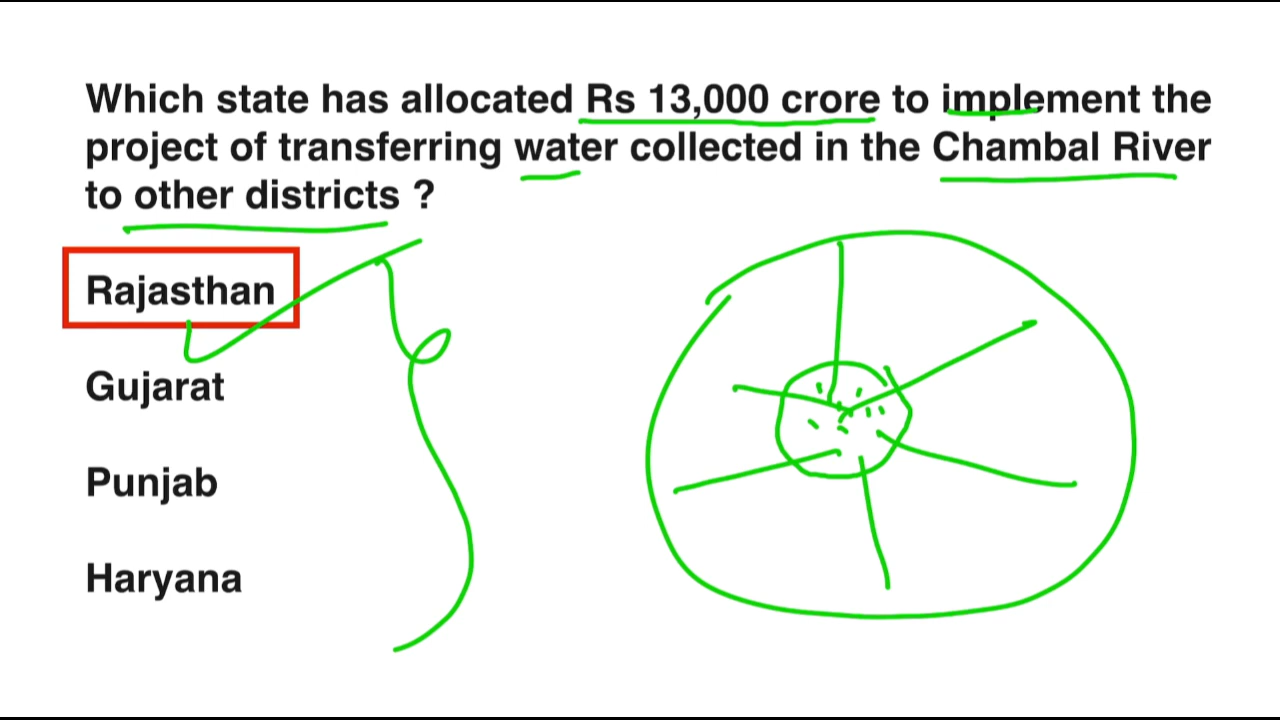 Which state has allocated Rs 13,000 crore to implement the
project of transferring water collected in the Chambal River
to other districts ?
Rajasthan
Gujarat
Punjab
Haryana